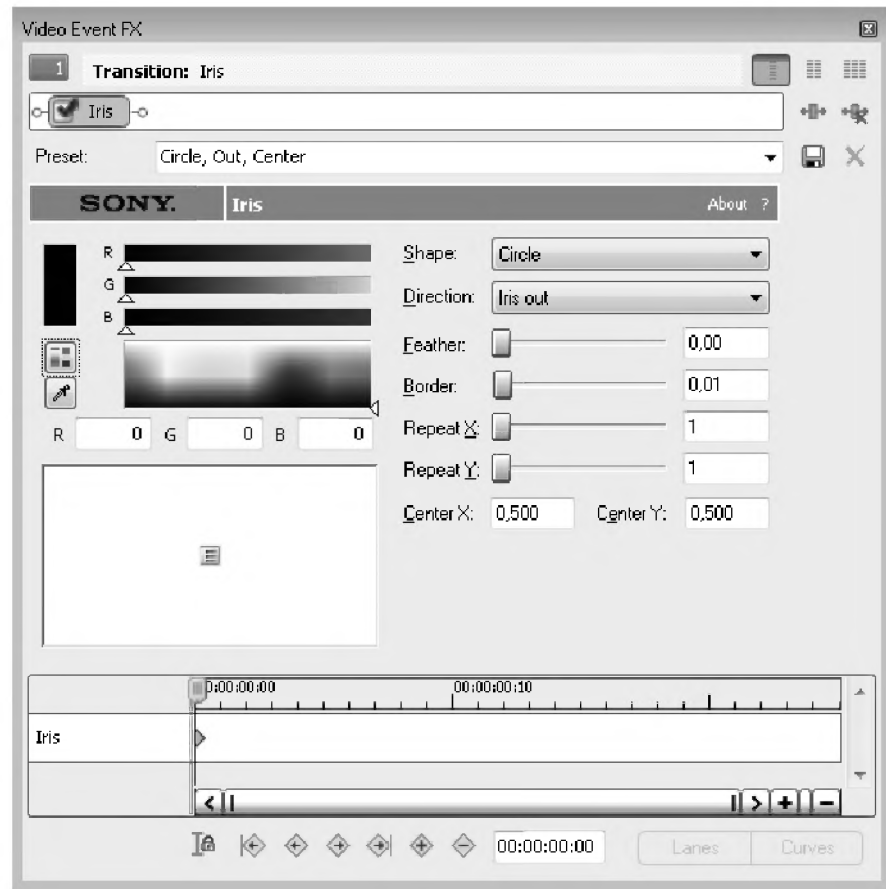 Video Event FX
1 Transition: Iris
Iris
Preset: Circle, Out, Center
SONY. Iris About ?
R
G
B
R 0 G 0 B 0
Shape: Circle
Direction: Iris out
Feather: 0,00
Border: 0,01
Repeat X: 1
Repeat Y: 1
Center X: 0,500 Center Y: 0,500
0:00:00:00 00:00:00:10
Iris
00:00:00:00 Lanes Curves